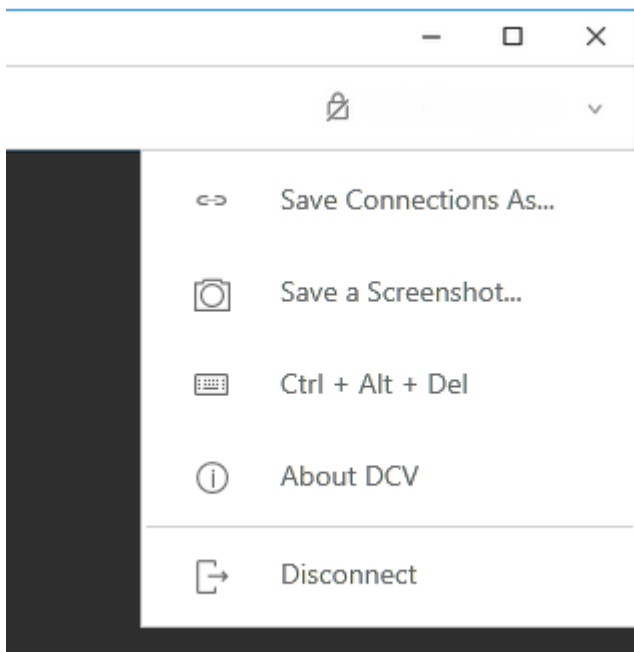 Save Connections As...
Save a Screenshot...
Ctrl + Alt + Del
About DCV
Disconnect